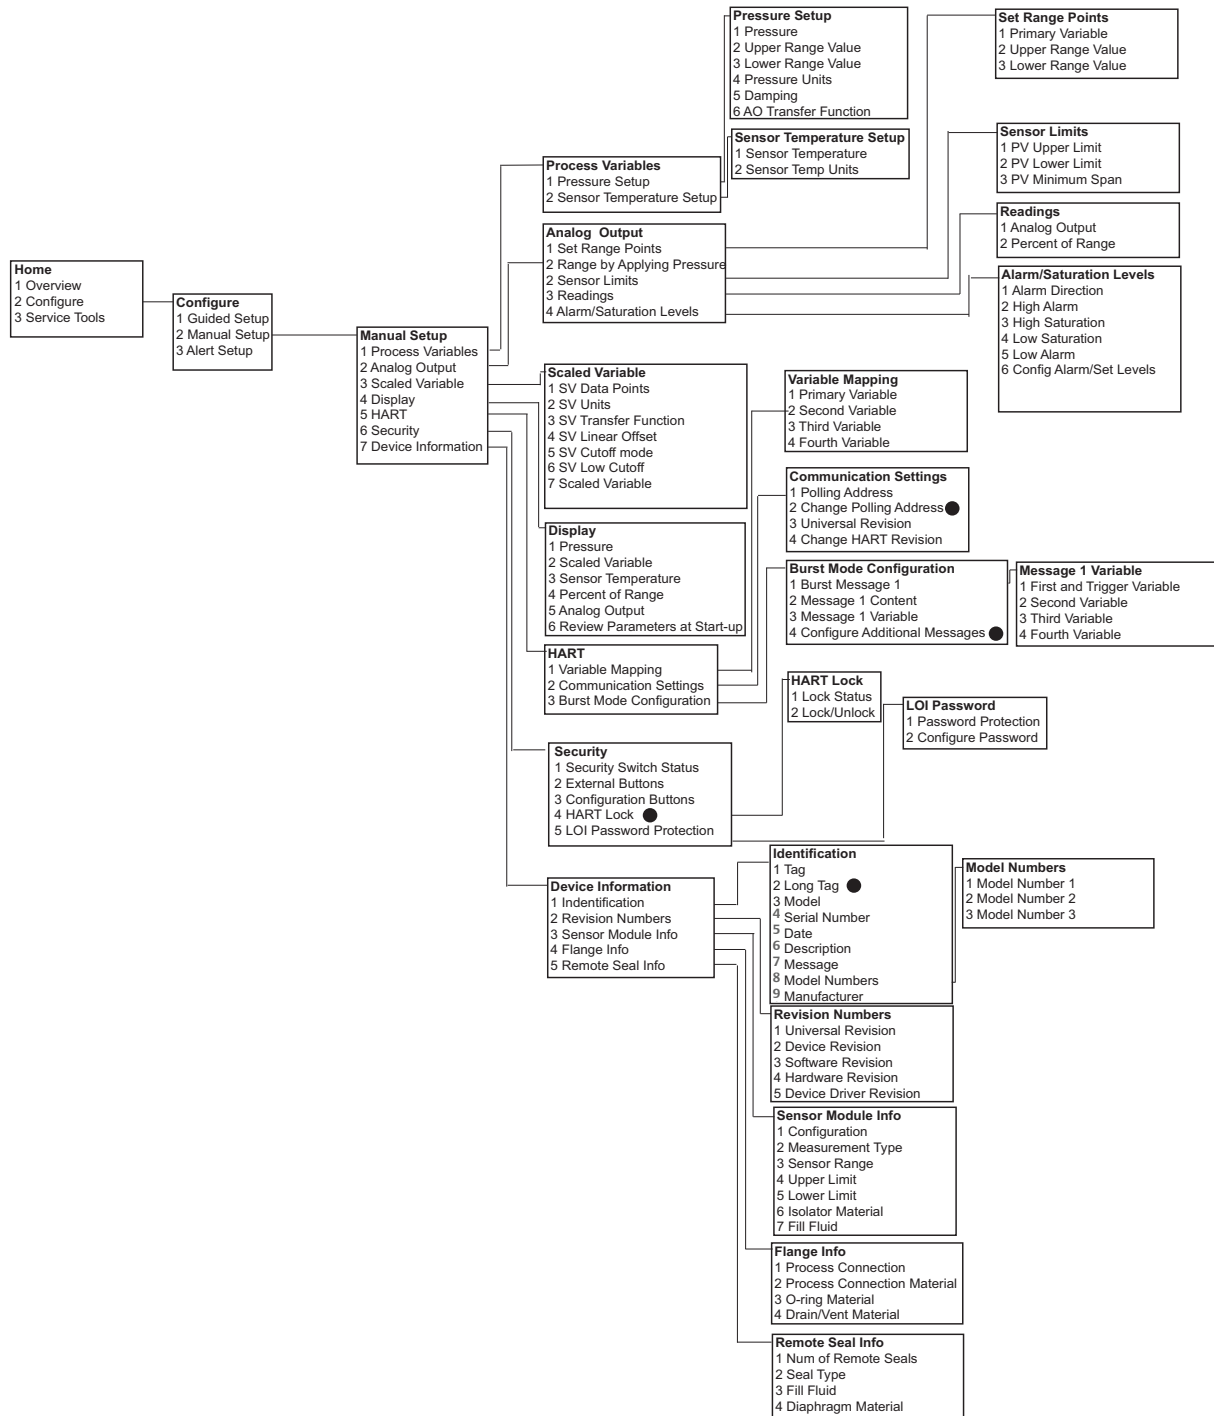 Home
1 Overview
2 Configure
3 Service Tools
Configure
1 Guided Setup
2 Manual Setup
3 Alert Setup
Manual Setup
1 Process Variables
2 Analog Output
3 Scaled Variable
4 Display
5 HART
6 Security
7 Device Information
Process Variables
1 Pressure Setup
2 Sensor Temperature Setup
Pressure Setup
1 Pressure
2 Upper Range Value
3 Lower Range Value
4 Pressure Units
5 Damping
6 AO Transfer Function
Sensor Temperature Setup
1 Sensor Temperature
2 Sensor Temp Units
Analog Output
1 Set Range Points
2 Range by Applying Pressure
2 Sensor Limits
3 Readings
4 Alarm/Saturation Levels
Set Range Points
1 Primary Variable
2 Upper Range Value
3 Lower Range Value
Sensor Limits
1 PV Upper Limit
2 PV Lower Limit
3 PV Minimum Span
Readings
1 Analog Output
2 Percent of Range
Alarm/Saturation Levels
1 Alarm Direction
2 High Alarm
3 High Saturation
4 Low Saturation
5 Low Alarm
6 Config Alarm/Set Levels
Scaled Variable
1 SV Data Points
2 SV Units
3 SV Transfer Function
4 SV Linear Offset
5 SV Cutoff mode
6 SV Low Cutoff
7 Scaled Variable
Display
1 Pressure
2 Scaled Variable
3 Sensor Temperature
4 Percent of Range
5 Analog Output
6 Review Parameters at Start-up
HART
1 Variable Mapping
2 Communication Settings
3 Burst Mode Configuration
Variable Mapping
1 Primary Variable
2 Second Variable
3 Third Variable
4 Fourth Variable
Communication Settings
1 Polling Address
2 Change Polling Address
3 Universal Revision
4 Change HART Revision
Burst Mode Configuration
1 Burst Message 1
2 Message 1 Content
3 Message 1 Variable
4 Configure Additional Messages
Message 1 Variable
1 First and Trigger Variable
2 Second Variable
3 Third Variable
4 Fourth Variable
Security
1 Security Switch Status
2 External Buttons
3 Configuration Buttons
4 HART Lock
5 LOI Password Protection
HART Lock
1 Lock Status
2 Lock/Unlock
LOI Password
1 Password Protection
2 Configure Password
Device Information
1 Indentification
2 Revision Numbers
3 Sensor Module Info
4 Flange Info
5 Remote Seal Info
Identification
1 Tag
2 Long Tag
3 Model
4 Serial Number
5 Date
6 Description
7 Message
8 Model Numbers
9 Manufacturer
Model Numbers
1 Model Number 1
2 Model Number 2
3 Model Number 3
Revision Numbers
1 Universal Revision
2 Device Revision
3 Software Revision
4 Hardware Revision
5 Device Driver Revision
Sensor Module Info
1 Configuration
2 Measurement Type
3 Sensor Range
4 Upper Limit
5 Lower Limit
6 Isolator Material
7 Fill Fluid
Flange Info
1 Process Connection
2 Process Connection Material
3 O-ring Material
4 Drain/Vent Material
Remote Seal Info
1 Num of Remote Seals
2 Seal Type
3 Fill Fluid
4 Diaphragm Material